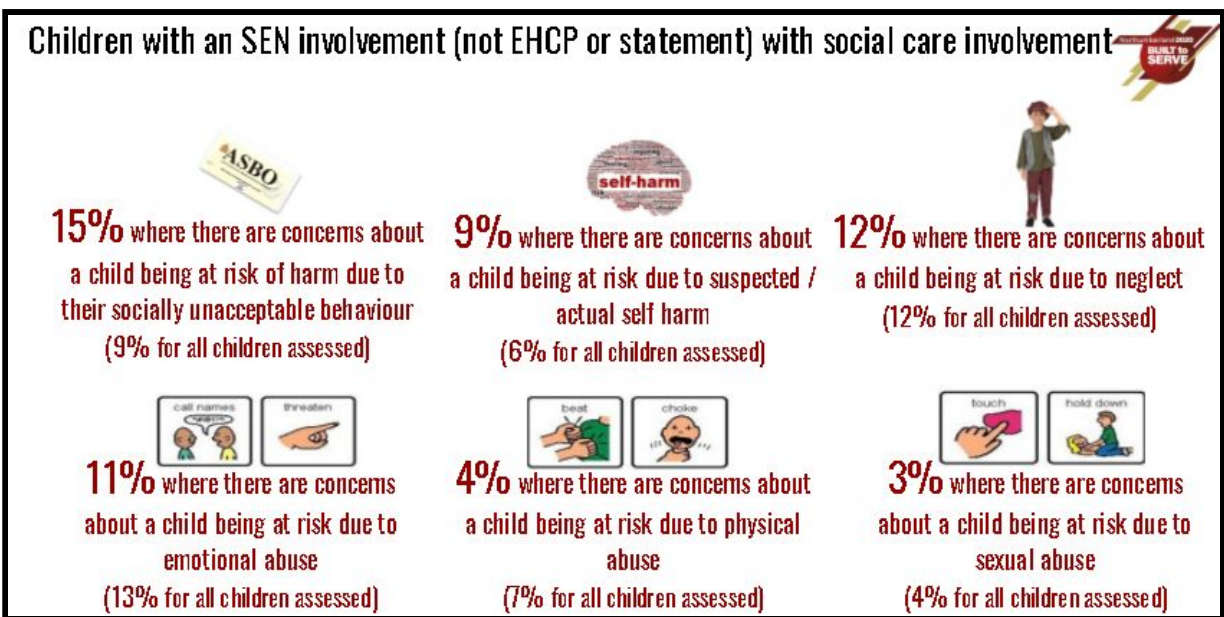 Children with an SEN involvement (not EHCP or statement) with social care involvement
BUILT to
SERVE
ASBO
self-harm
15% where there are concerns about
a child being at risk of harm due to
their socially unacceptable behaviour
(9% for all children assessed)
9% where there are concerns about
a child being at risk due to suspected /
actual self harm
(6% for all children assessed)
12% where there are concerns about
a child being at risk due to neglect
(12% for all children assessed)
call names
threaten
11% where there are concerns
about a child being at risk due to
emotional abuse
(13% for all children assessed)
beat
choke
4% where there are concerns about
a child being at risk due to physical
abuse
(7% for all children assessed)
touch
hold down
3% where there are concerns
about a child being at risk due to
sexual abuse
(4% for all children assessed)